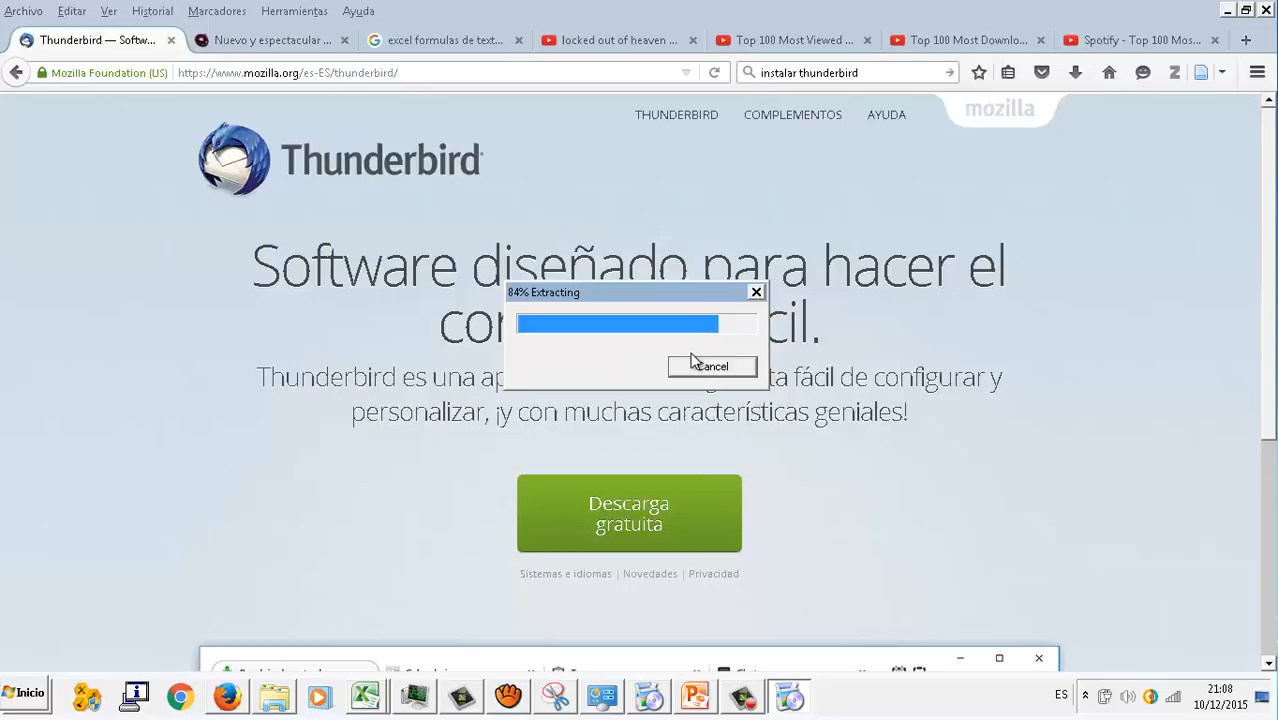 Archivo Editar Ver Historial Marcadores Herramientas Ayuda
Thunderbird — Softw... Nuevo y espectacular ... excel formulas de text... locked out of heaven ... Top 100 Most Viewed ... Top 100 Most Downlo... Spotify - Top 100 Mos...
Mozilla Foundation (US) https://www.mozilla.org/es-ES/thunderbird/ instalar thunderbird
THUNDERBIRD COMPLEMENTOS AYUDA mozilla
Thunderbird
Software diseñado para hacer el
84% Extracting
Cancel
Thunderbird es una fácil de configurar y
personalizar, ¡y con muchas características geniales!
Descarga
gratuita
Sistemas e idiomas | Novedades | Privacidad
Inicio ES 21:08
10/12/2015